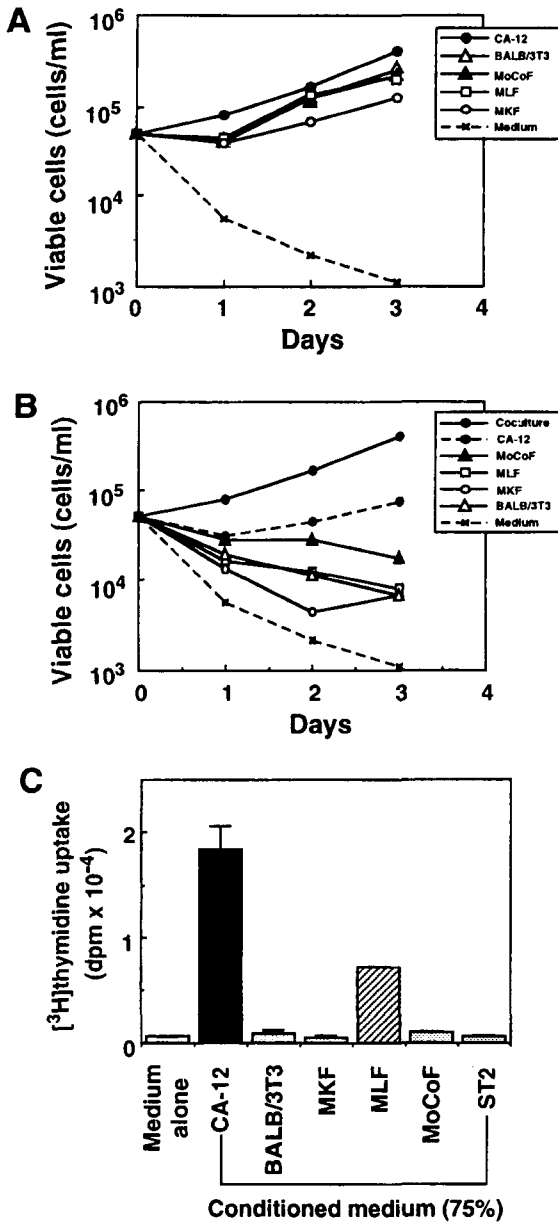 A
Viable cells (cells/ml)
10⁶
10⁵
10⁴
10³
0
1
2
3
4
Days
CA-12
BALB/3T3
MoCoF
MLF
MKF
Medium
B
Viable cells (cells/ml)
10⁶
10⁵
10⁴
10³
0
1
2
3
4
Days
Coculture
CA-12
MoCoF
MLF
MKF
BALB/3T3
Medium
C
[³H]thymidine uptake
(dpm x 10⁻⁴)
2
1
0
Medium
alone
CA-12
BALB/3T3
MKF
MLF
MoCoF
ST2
Conditioned medium (75%)